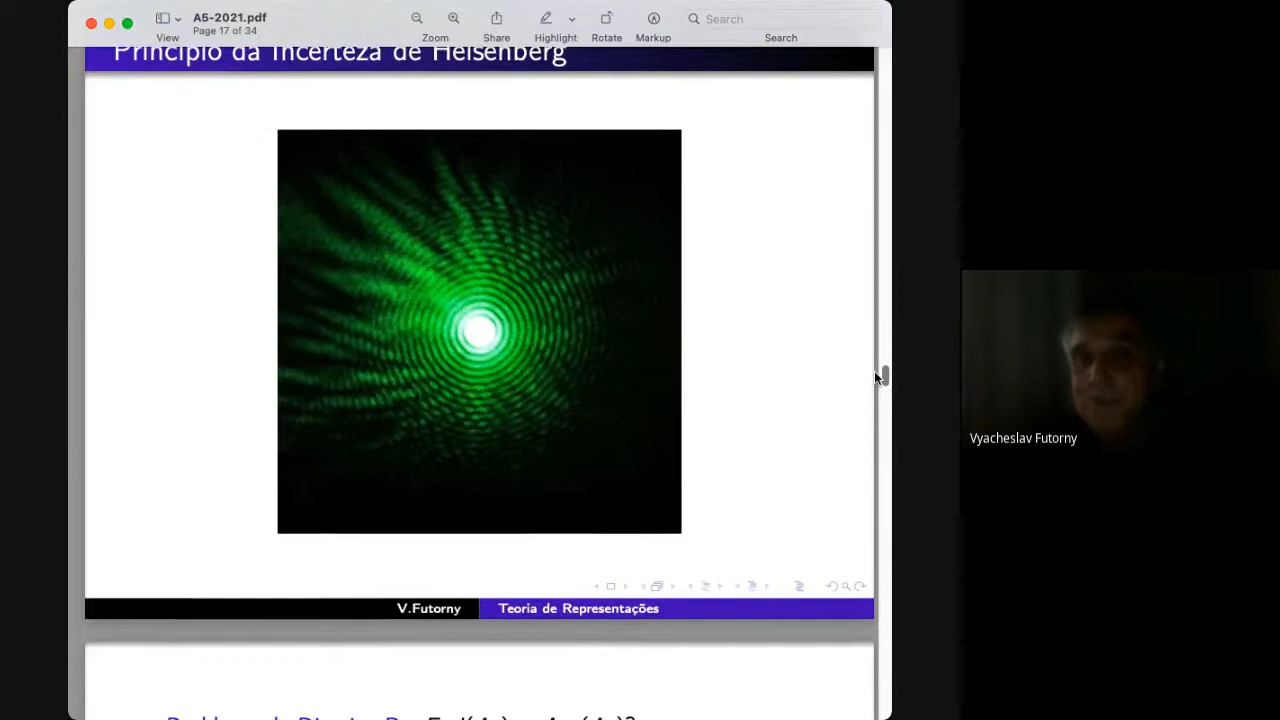 A5-2021.pdf
Page 17 of 34
View
Zoom
Share
Highlight
Rotate
Markup
Search
Search
Princípio da Incerteza de Heisenberg
Vyacheslav Futorny
V.Futorny
Teoria de Representações